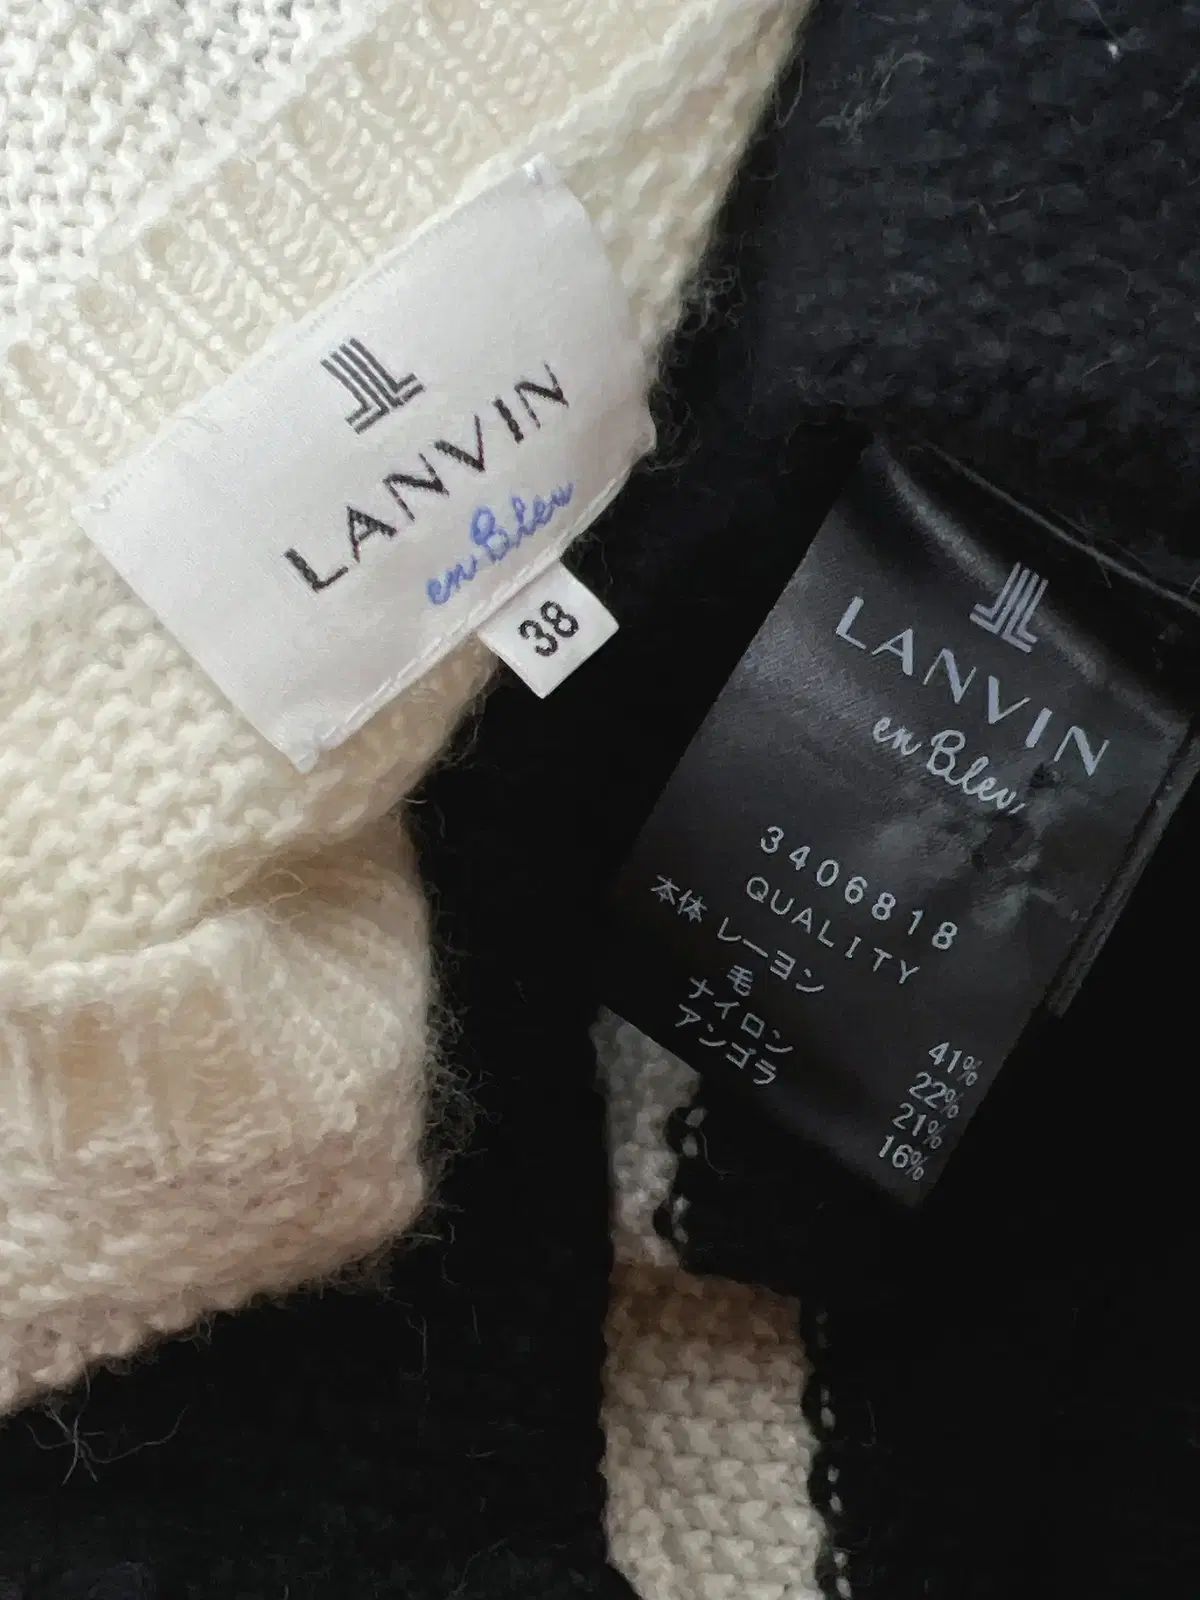 LANVIN
en Bleu
38
LANVIN
en Bleu
3406818
QUALITY
本体 レーヨン 41%
毛 22%
ナイロン 21%
アンゴラ 16%